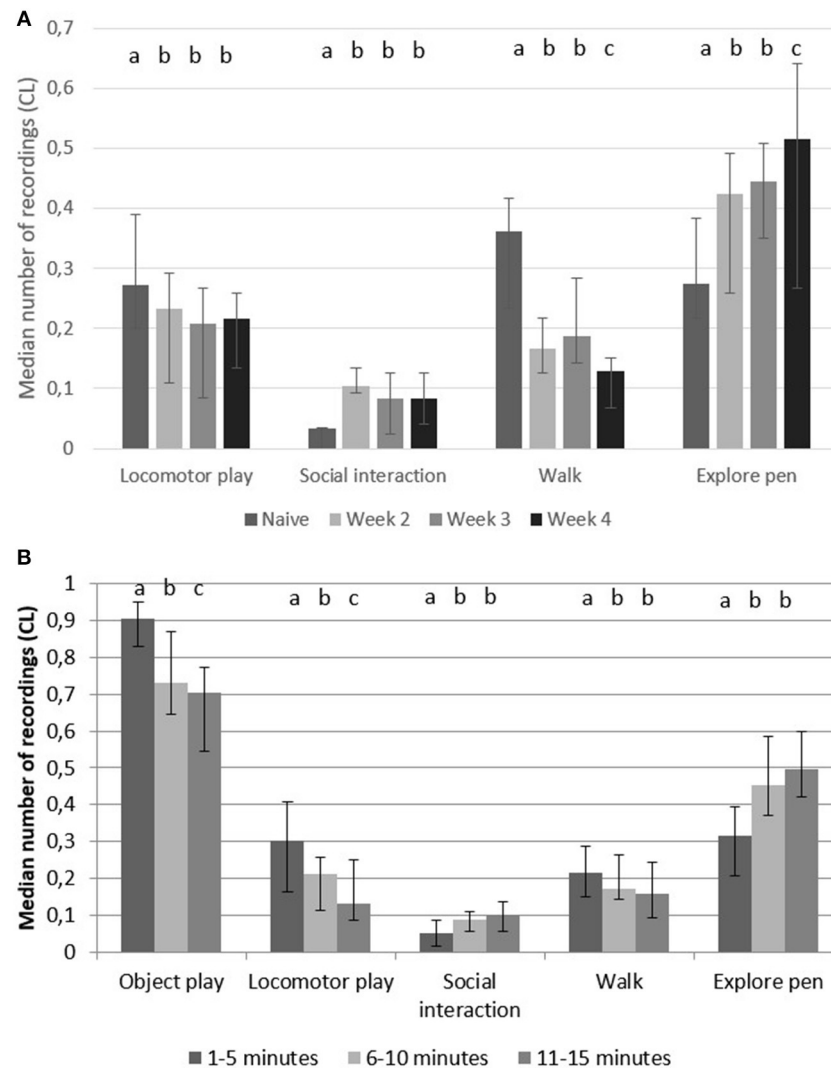 A
Median number of recordings (CL)
0,7
0,6
0,5
0,4
0,3
0,2
0,1
0
a b b b
a b b b
a b b c
a b b c
Locomotor play
Social interaction
Walk
Explore pen
Naive Week 2 Week 3 Week 4
B
Median number of recordings (CL)
1
0,9
0,8
0,7
0,6
0,5
0,4
0,3
0,2
0,1
0
a b c
a b c
a b b
a b b
a b b
Object play
Locomotor play
Social
interaction
Walk
Explore pen
1-5 minutes 6-10 minutes 11-15 minutes